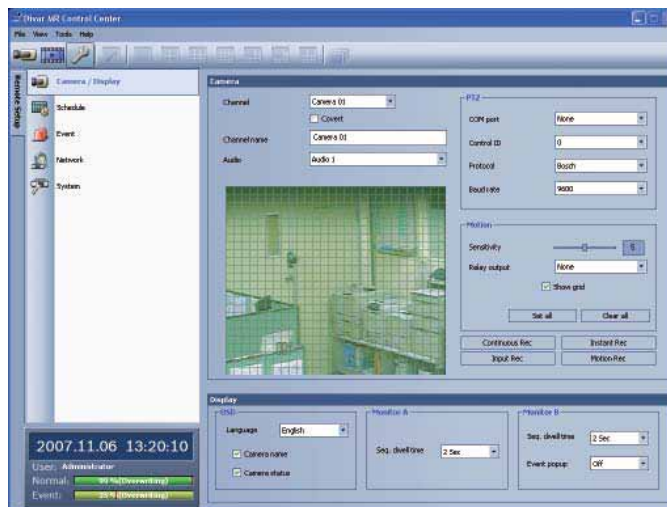 Divar MR Control Center
File View Tools Help
Remote Setup
Camera / Display
Schedule
Event
Network
System
Camera
Channel
Camera 01
Covert
Channel name
Camera 01
Audio
Audio 1
PTZ
COM port
None
Control ID
0
Protocol
Bosch
Baud rate
9600
Motion
Sensitivity
5
Relay output
None
Show grid
Set all
Clear all
Continuous Rec
Instant Rec
Input Rec
Motion Rec
Display
OSD
Language
English
Camera name
Camera status
Monitor A
Seq. dwell time
2 Sec
Monitor B
Seq. dwell time
2 Sec
Event popup
Off
2007.11.06 13:20:10
User: Administrator
Normal:
%(Overwriting)
Event:
%(Overwriting)